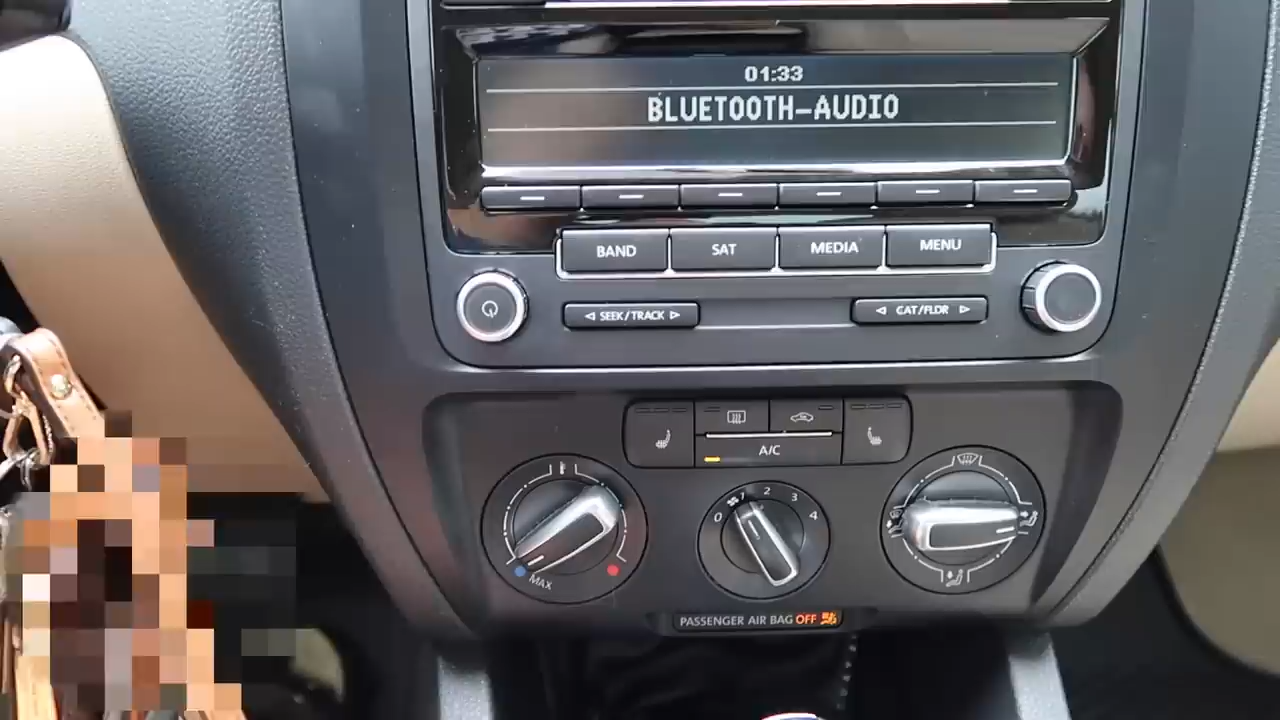 01:33
BLUETOOTH-AUDIO
BAND SAT MEDIA MENU
SEEK/TRACK CAT/FLDR
A/C
0 1 2 3 4
MAX
PASSENGER AIR BAG OFF